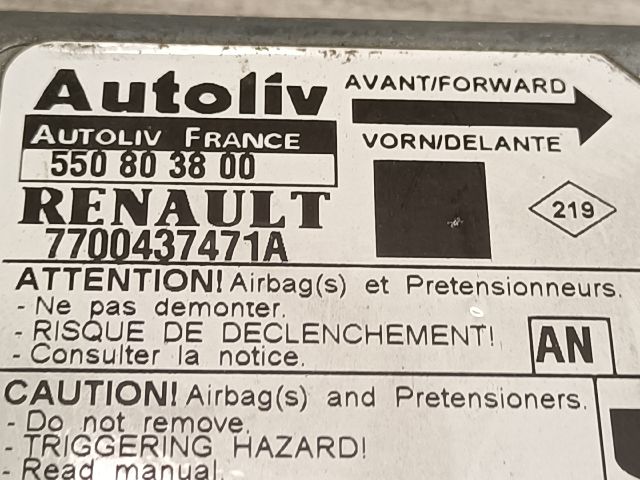 Autoliv
AUTOLIV FRANCE
550 80 38 00
RENAULT
7700437471A
AVANT/FORWARD
VORN/DELANTE
219
ATTENTION! Airbag(s) et Pretensionneurs.
- Ne pas demonter.
- RISQUE DE DECLENCHEMENT!
- Consulter la notice.
AN
CAUTION! Airbag(s) and Pretensioners.
- Do not remove.
- TRIGGERING HAZARD!
- Read manual.